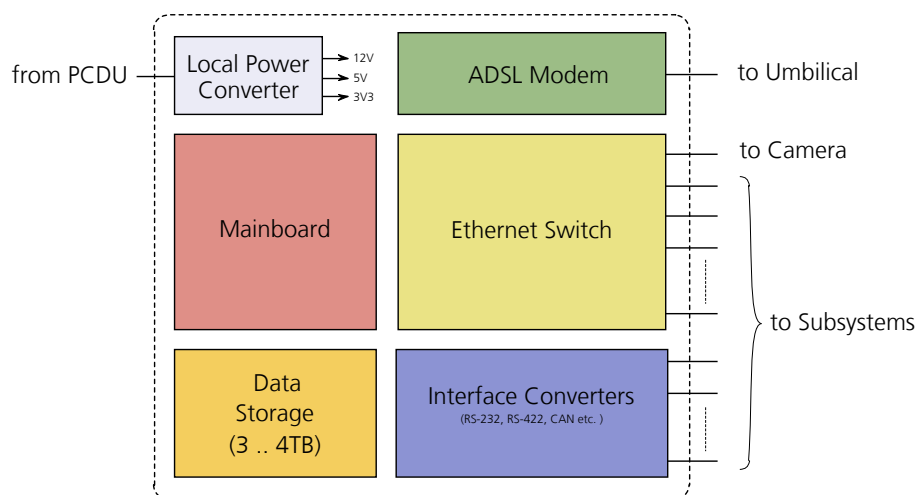 from PCDU
Local Power
Converter
12V
5V
3V3
ADSL Modem
to Umbilical
Mainboard
Ethernet Switch
to Camera
to Subsystems
Data
Storage
(3 .. 4TB)
Interface Converters
(RS-232, RS-422, CAN etc. )